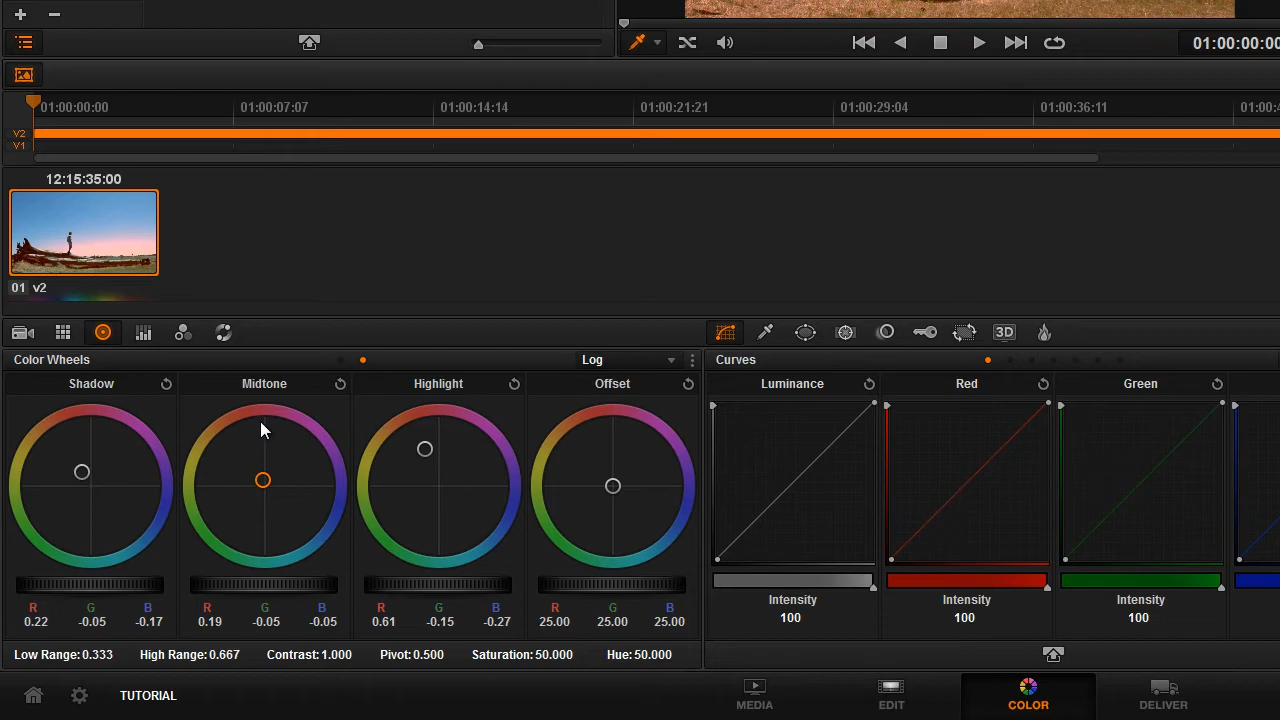 01:00:00:00
01:00:00:00 01:00:07:07 01:00:14:14 01:00:21:21 01:00:29:04 01:00:36:11 01:00:4
V2
V1
12:15:35:00
01 v2
3D
Color Wheels Log Curves
Shadow Midtone Highlight Offset Luminance Red Green
R G B R G B R G B R G B Intensity Intensity Intensity
0.22 -0.05 -0.17 0.19 -0.05 -0.05 0.61 -0.15 -0.27 25.00 25.00 25.00 100 100 100
Low Range:0.333 High Range:0.667 Contrast:1.000 Pivot:0.500 Saturation:50.000 Hue:50.000
TUTORIAL MEDIA EDIT COLOR DELIVER